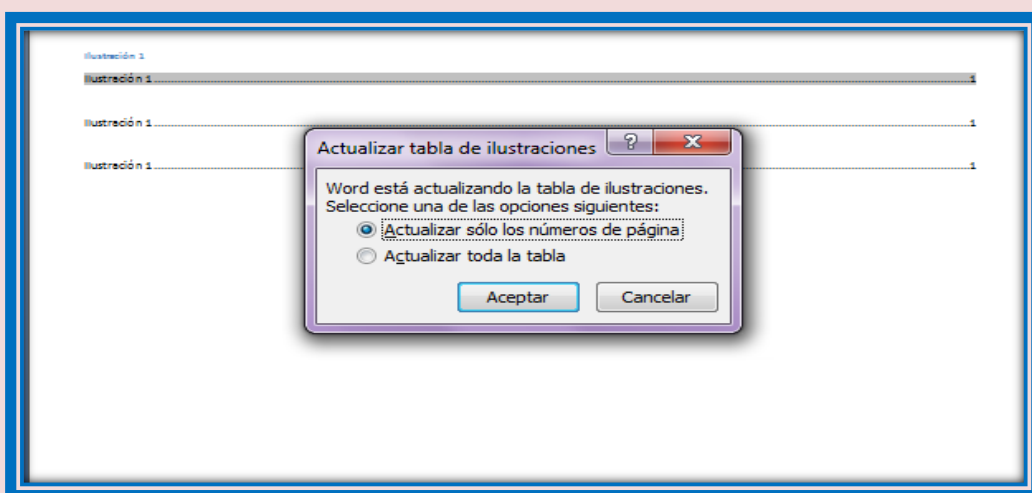 Ilustración 1
Ilustración 1.....1
Ilustración 1.....1
Actualizar tabla de ilustraciones
Ilustración 1.....1
Word está actualizando la tabla de ilustraciones.
Seleccione una de las opciones siguientes:
Actualizar sólo los números de página
Actualizar toda la tabla
Aceptar Cancelar